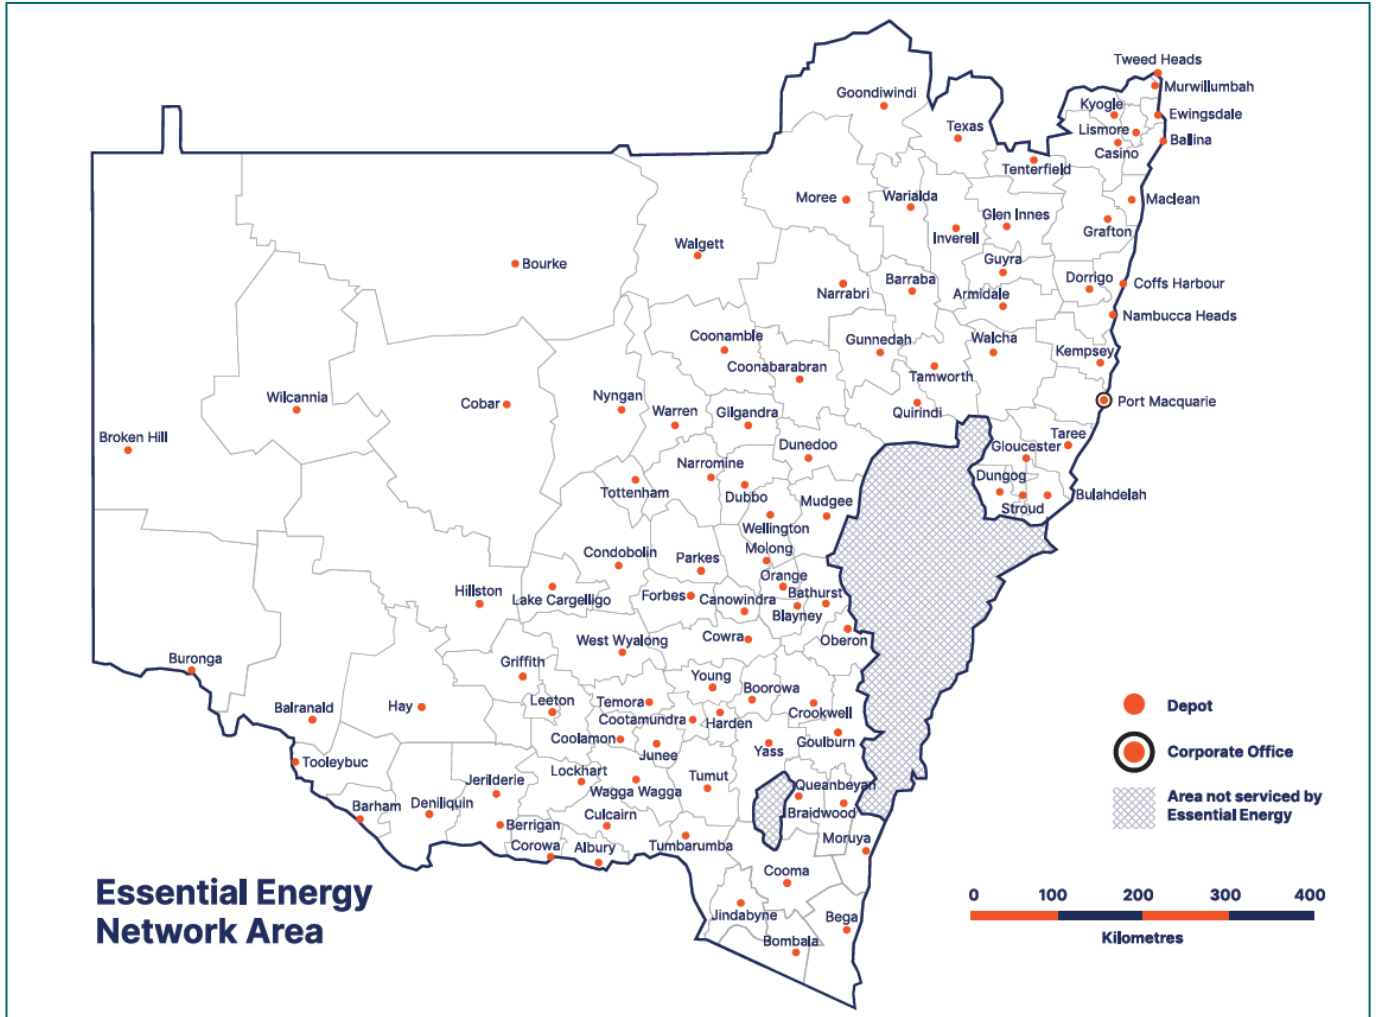 Tweed Heads
Murwillumbah
Goondiwindi
Kyogle
Ewingsdale
Texas
Lismore
Ballina
Casino
Tenterfield
Moree
Warialda
Maclean
Glen Innes
Grafton
Inverell
Walgett
Bourke
Guyra
Barraba
Dorrigo
Coffs Harbour
Narrabri
Armidale
Nambucca Heads
Coonamble
Gunnedah
Walcha
Kempsey
Coonabarabran
Tamworth
Wilcannia
Nyngan
Cobar
Port Macquarie
Warren
Gilgandra
Quirindi
Broken Hill
Taree
Dunedoo
Gloucester
Narromine
Dungog
Tottenham
Dubbo
Mudgee
Bulahdelah
Stroud
Wellington
Condobolin
Parkes
Molong
Orange
Hillston
Lake Cargelligo
Forbes
Canowindra
Bathurst
Blayney
West Wyalong
Cowra
Oberon
Buronga
Griffith
Young
Boorowa
Balranald
Hay
Leeton
Temora
Crookwell
Cootamundra
Harden
Coolamon
Goulburn
Junee
Yass
Tooleybuc
Lockhart
Jerilderie
Tumut
Queanbeyan
Wagga Wagga
Barham
Deniliquin
Culcairn
Braidwood
Berrigan
Moruya
Corowa
Albury
Tumbarumba
Cooma
Jindabyne
Bega
Bombala
Depot
Corporate Office
Area not serviced by
Essential Energy
0 100 200 300 400
Kilometres
Essential Energy
Network Area